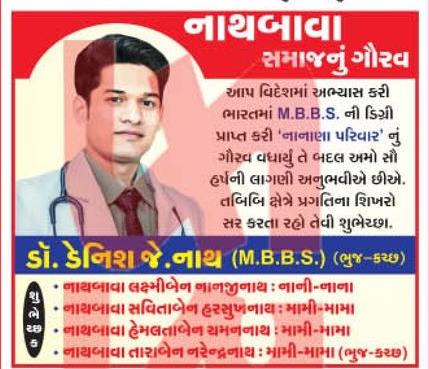 નાથબાવા
સમાજનું ગૌરવ
આપ વિદેશમાં અભ્યાસ કરી
ભારતમાં M.B.B.S. ની ડિગ્રી
પ્રાપ્ત કરી ‘નાનાણા પરિવાર’ નું
ગૌરવ વધાર્યું તે બદલ અમો સૌ
હર્ષની લાગણી અનુભવીએ છીએ.
તબિબિ ક્ષેત્રે પ્રગતિના શિખરો
સર કરતા રહો તેવી શુભેચ્છા.
ડૉ. ડેનિશ જે. નાથ (M.B.B.S.) (ભુજ-કચ્છ)
શુભેચ્છક
• નાથબાવા લક્ષ્મીબેન નાનજીનાથ : નાની-નાના
• નાથબાવા સવિતાબેન હરસુખનાથ : મામી-મામા
• નાથબાવા હેમલતાબેન ચમનનાથ : મામી-મામા
• નાથબાવા તારાબેન નરેન્દ્રનાથ : મામી-મામા (ભુજ-કચ્છ)